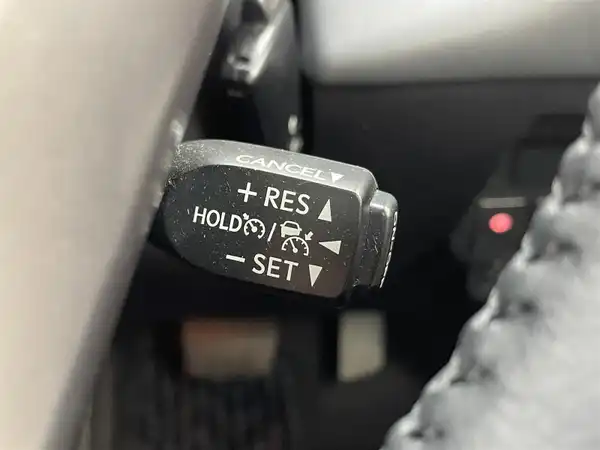 CANCEL▼
+ RES ▲
HOLD / ◀
− SET ▼